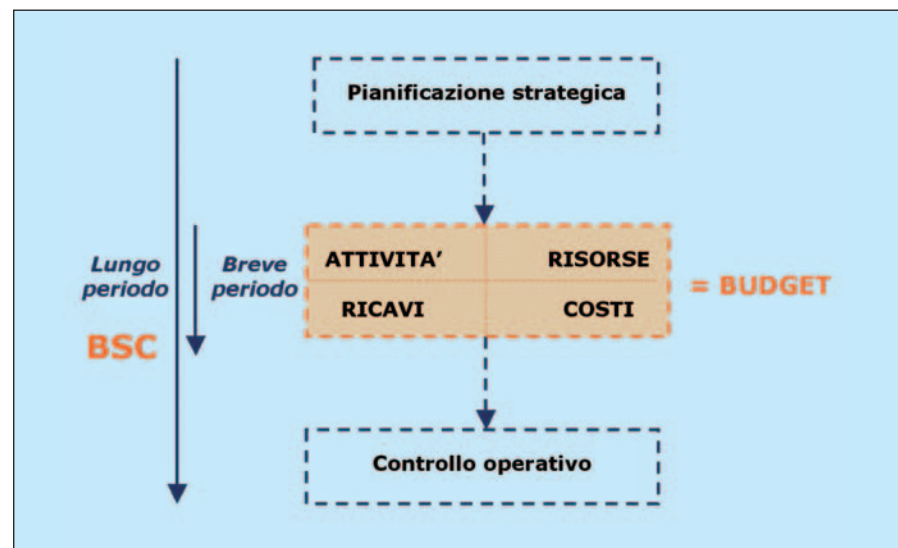 Pianificazione strategica
Lungo
periodo
BSC
Breve
periodo
ATTIVITA’ RISORSE
RICAVI COSTI
= BUDGET
Controllo operativo